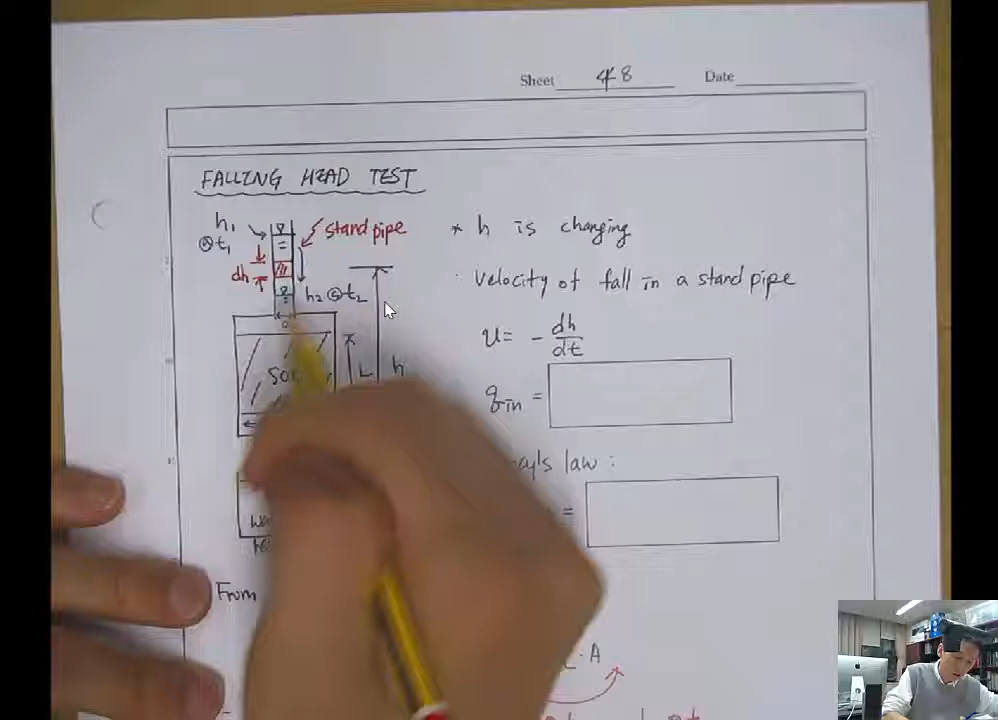 Sheet 48 Date
FALLING HEAD TEST
h₁
@t₁
stand pipe
* h is changing
dh
h₂ @t₂
· Velocity of fall in a stand pipe
a
u = - dh/dt
L
h
q_in =
law :
=
From
· A